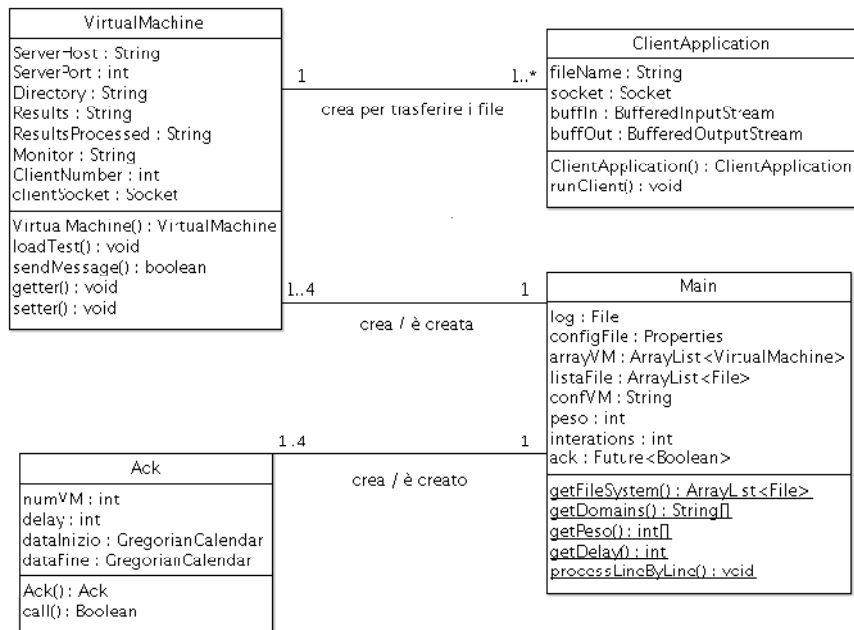 VirtualMachine
ServerHost : String
ServerPort : int
Directory : String
Results : String
ResultsProcessed : String
Monitor : String
ClientNumber : int
clientSocket : Socket
VirtualMachine() : VirtualMachine
loadTest() : void
sendMessage() : boolean
getter() : void
setter() : void
1
1..*
crea per trasferire i file
ClientApplication
fileName : String
socket : Socket
buffIn : BufferedInputStream
buffOut : BufferedOutputStream
ClientApplication() : ClientApplication
runClient() : void
1..4
1
crea / è creata
Main
log : File
configFile : Properties
arrayVM : ArrayList<VirtualMachine>
listaFile : ArrayList<File>
confVM : String
peso : int
interations : int
ack : Future<Boolean>
getFileSystem() : ArrayList<File>
getDomains() : String[]
getPeso() : int[]
getDelay() : int
processLineByLine() : void
1..4
1
crea / è creato
Ack
numVM : int
delay : int
dataInizio : GregorianCalendar
dataFine : GregorianCalendar
Ack() : Ack
call() : Boolean